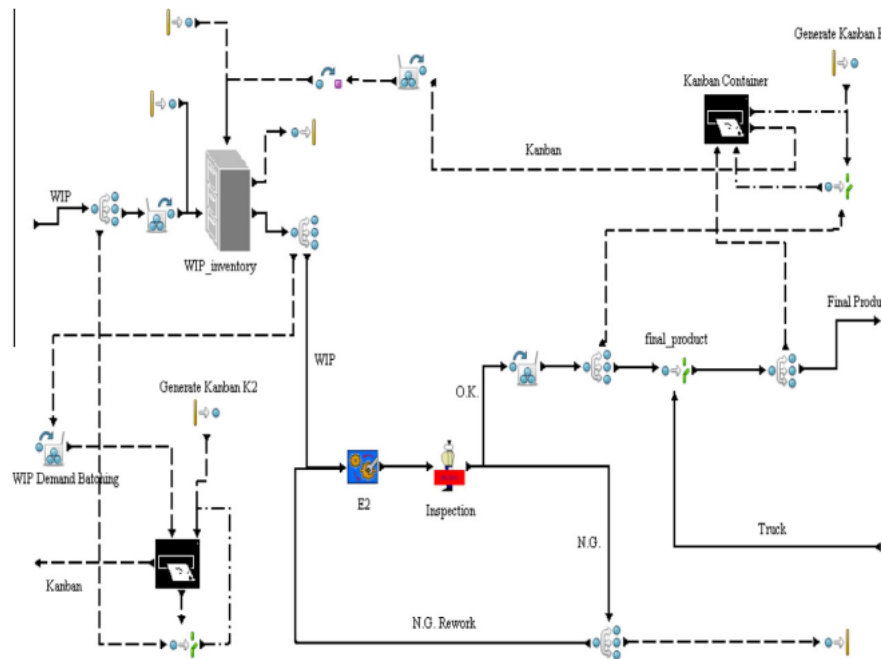 Generate Kanban K
Kanban Container
Kanban
WIP
WIP_inventory
Final Produc
final_product
WIP
O.K.
Generate Kanban K2
WIP Demand Batching
E2
Inspection
N.G.
Truck
Kanban
N.G. Rework